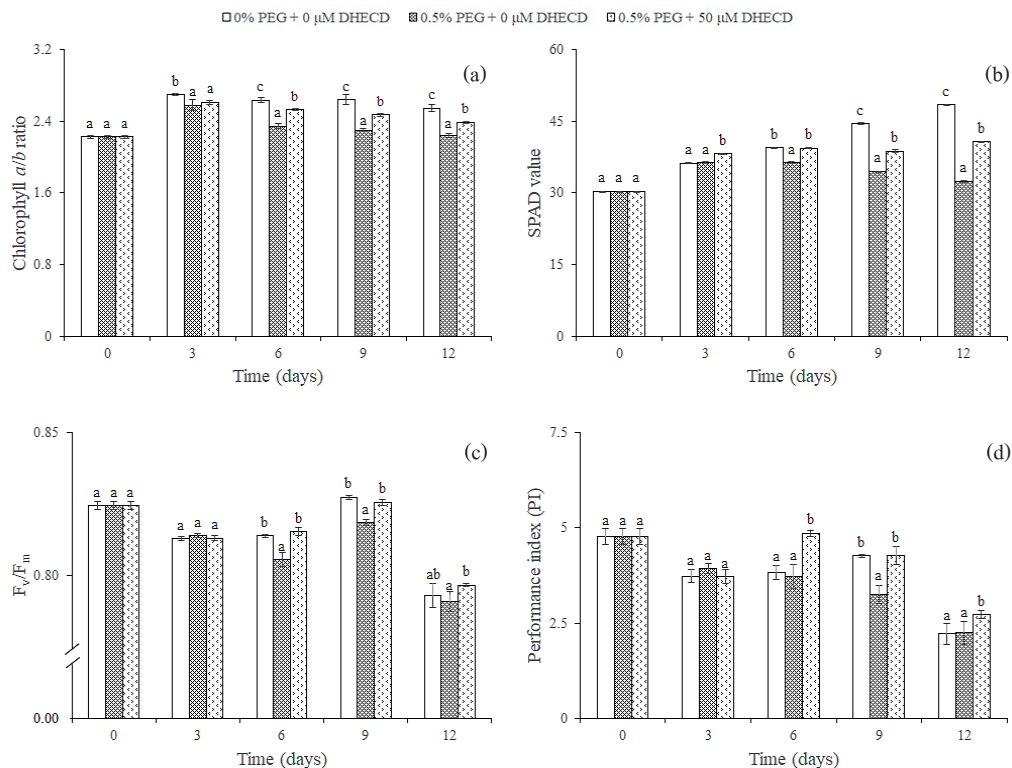 0% PEG + 0 μM DHECD 0.5% PEG + 0 μM DHECD 0.5% PEG + 50 μM DHECD
(a)
Chlorophyll a/b ratio
3.2
2.4
1.6
0.8
0
a a a
b a a
c a b
c a b
c a b
0 3 6 9 12
Time (days)
(b)
SPAD value
60
45
30
15
0
a a a
a a b
b a b
c a b
c a b
0 3 6 9 12
Time (days)
(c)
Fv/Fm
0.85
0.80
0.00
a a a
a a a
b a b
b a b
ab a b
0 3 6 9 12
Time (days)
(d)
Performance index (PI)
7.5
5
2.5
0
a a a
a a a
a a b
b a b
a a b
0 3 6 9 12
Time (days)